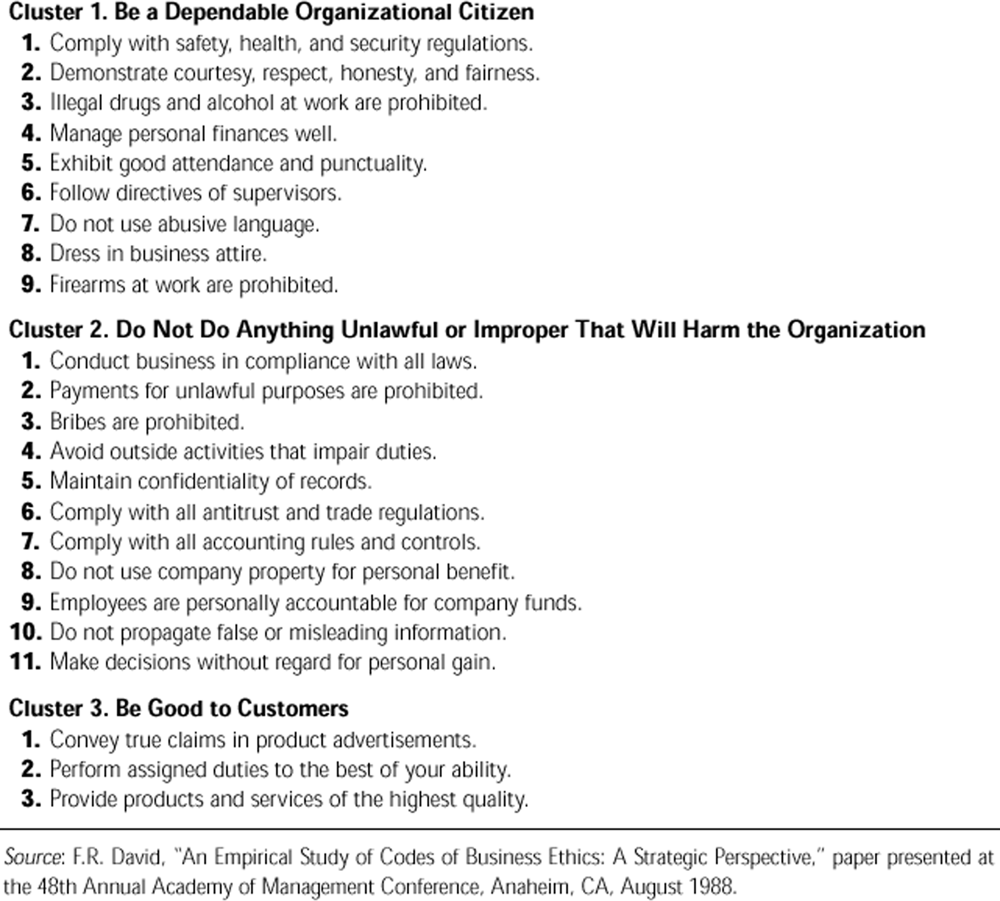 Cluster 1. Be a Dependable Organizational Citizen
1. Comply with safety, health, and security regulations.
2. Demonstrate courtesy, respect, honesty, and fairness.
3. Illegal drugs and alcohol at work are prohibited.
4. Manage personal finances well.
5. Exhibit good attendance and punctuality.
6. Follow directives of supervisors.
7. Do not use abusive language.
8. Dress in business attire.
9. Firearms at work are prohibited.
Cluster 2. Do Not Do Anything Unlawful or Improper That Will Harm the Organization
1. Conduct business in compliance with all laws.
2. Payments for unlawful purposes are prohibited.
3. Bribes are prohibited.
4. Avoid outside activities that impair duties.
5. Maintain confidentiality of records.
6. Comply with all antitrust and trade regulations.
7. Comply with all accounting rules and controls.
8. Do not use company property for personal benefit.
9. Employees are personally accountable for company funds.
10. Do not propagate false or misleading information.
11. Make decisions without regard for personal gain.
Cluster 3. Be Good to Customers
1. Convey true claims in product advertisements.
2. Perform assigned duties to the best of your ability.
3. Provide products and services of the highest quality.
Source: F.R. David, "An Empirical Study of Codes of Business Ethics: A Strategic Perspective," paper presented at
the 48th Annual Academy of Management Conference, Anaheim, CA, August 1988.